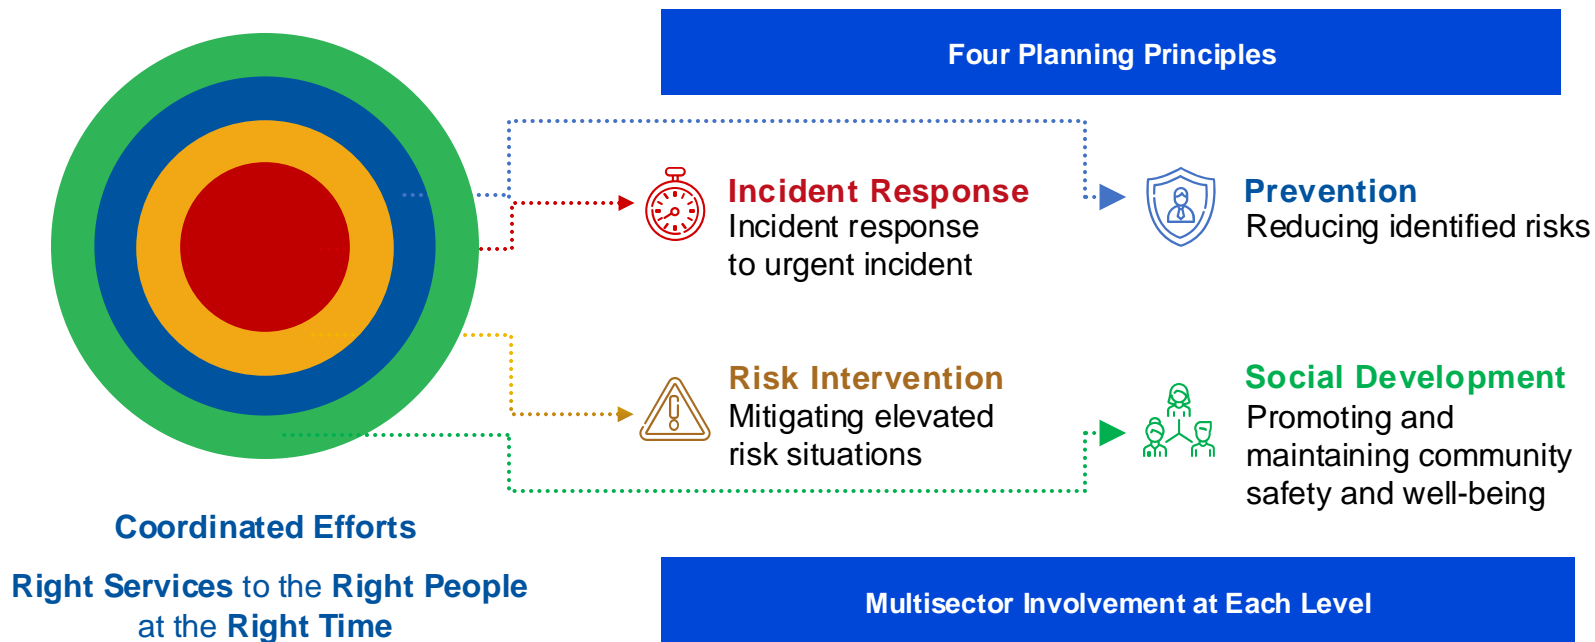 Four Planning Principles
Incident Response
Incident response
to urgent incident
Prevention
Reducing identified risks
Risk Intervention
Mitigating elevated
risk situations
Social Development
Promoting and
maintaining community
safety and well-being
Coordinated Efforts
Right Services to the Right People
at the Right Time
Multisector Involvement at Each Level